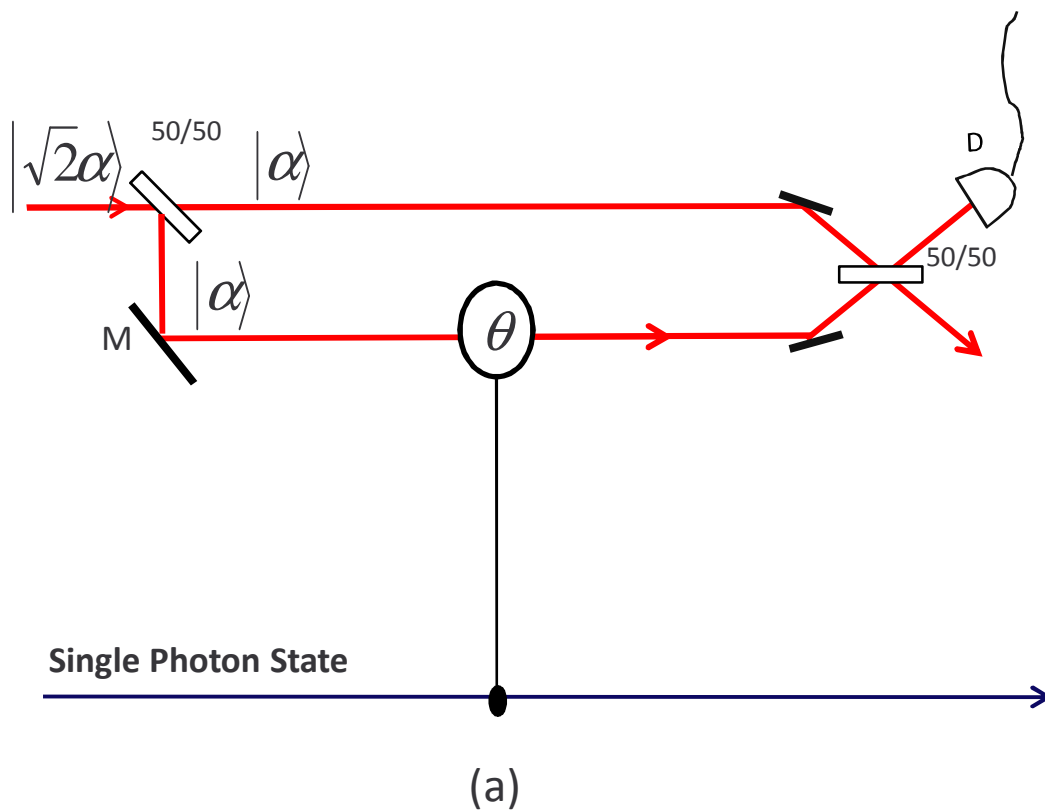 D
50/50
|√2α⟩
|α⟩
50/50
|α⟩
M
θ
Single Photon State
(a)